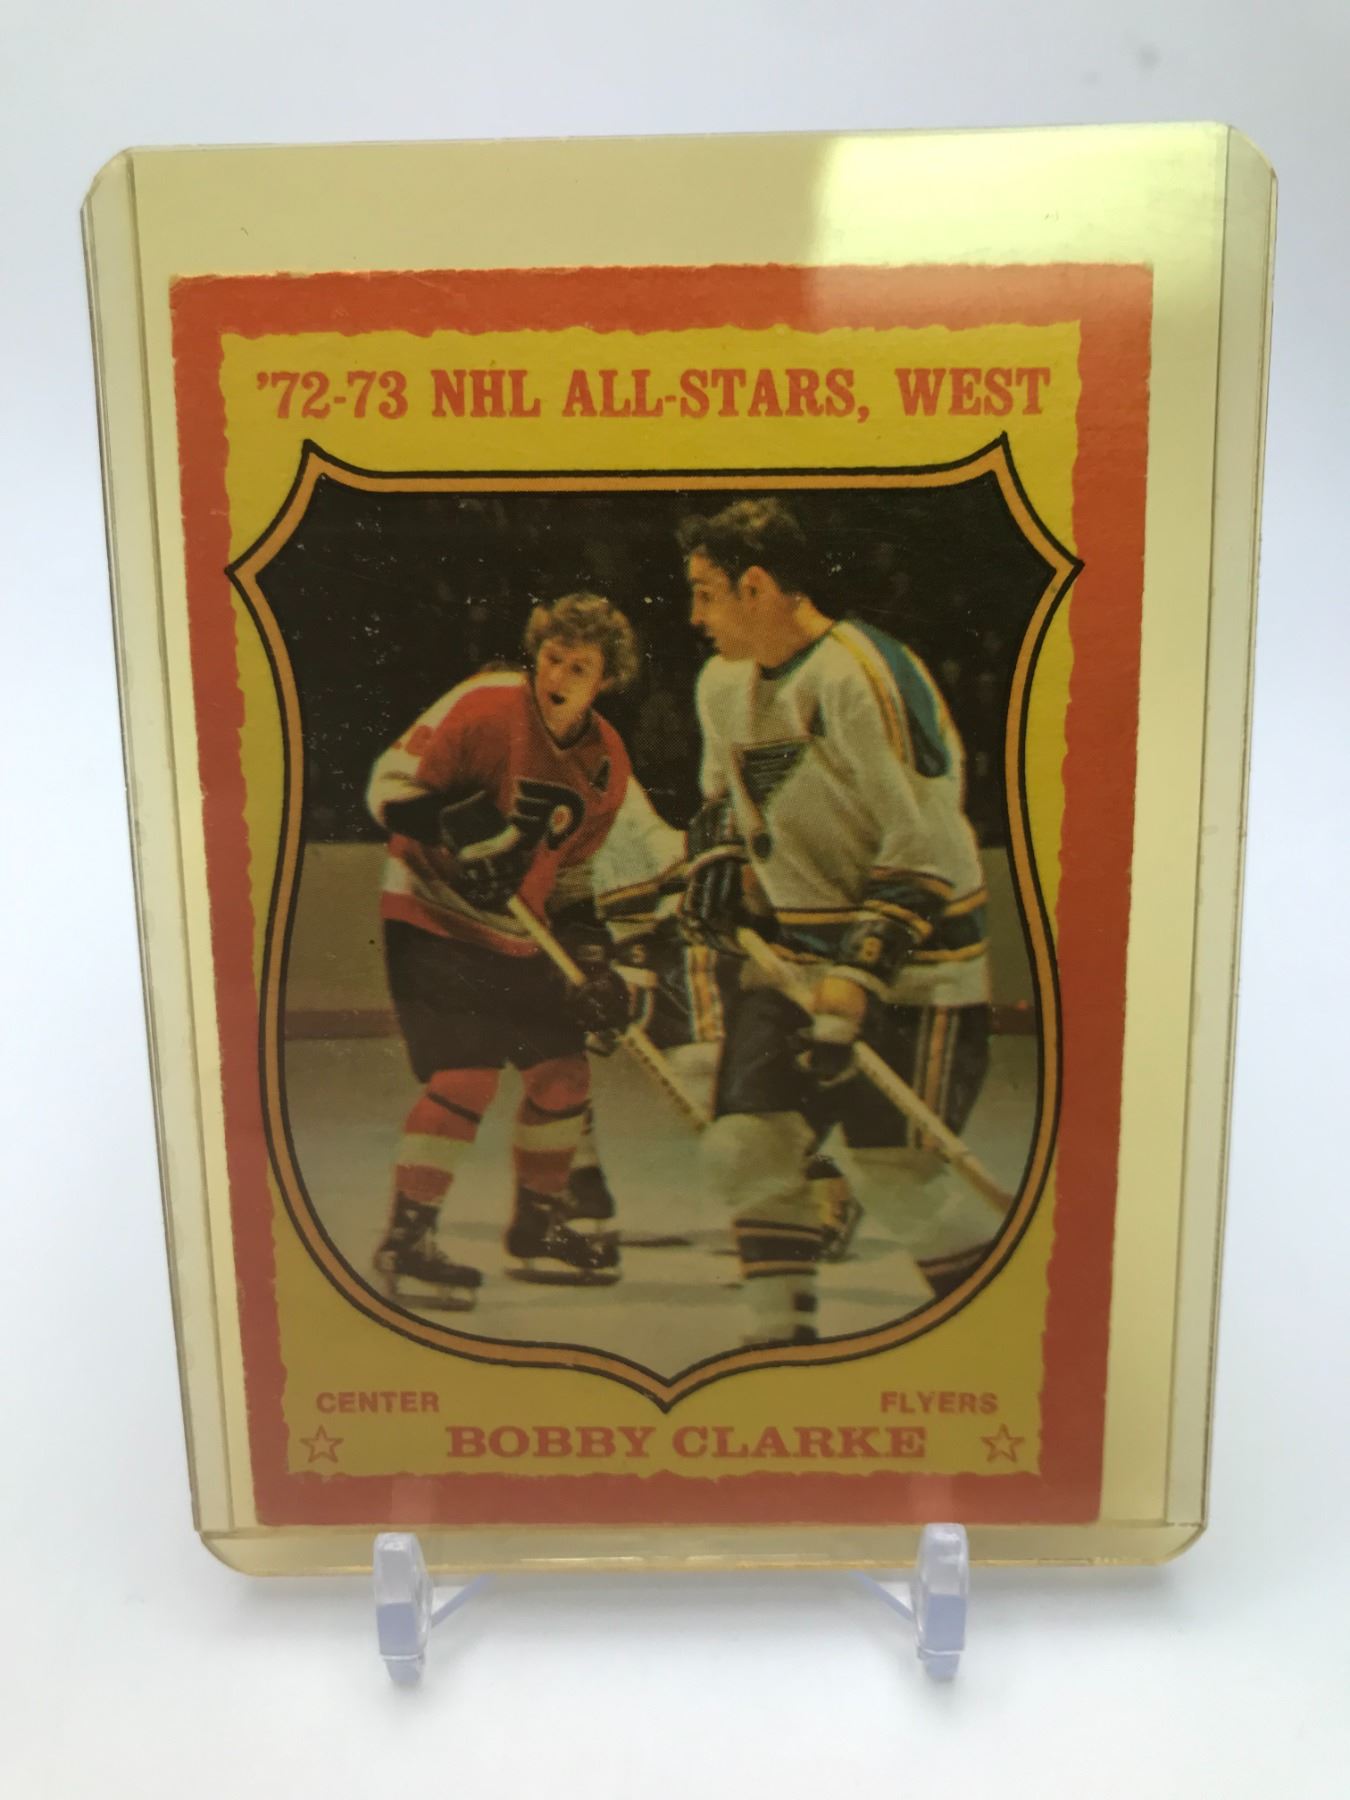 '72-73 NHL ALL-STARS, WEST
CENTER FLYERS
BOBBY CLARKE